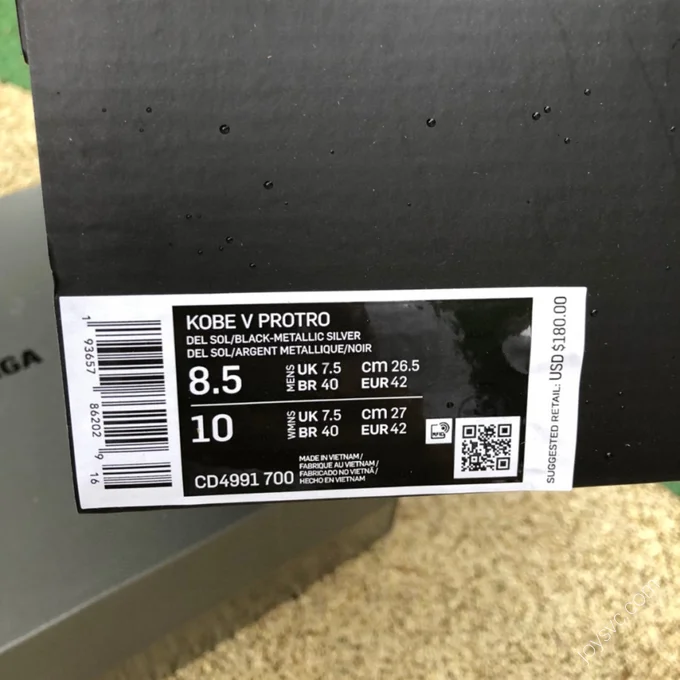 KOBE V PROTRO
DEL SOL/BLACK-METALLIC SILVER
DEL SOL/ARGENT METALLIQUE/NOIR
8.5 MENS UK 7.5 cm 26.5
BR 40 EUR 42
10 WMNS UK 7.5 cm 27
BR 40 EUR 42
CD4991 700
MADE IN VIETNAM/
FABRIQUÉ AU VIETNAM/
FABRICADO NO VIETNÃ/
HECHO EN VIETNAM
1 93657 86202 9 16
SUGGESTED RETAIL: USD $180.00
GA